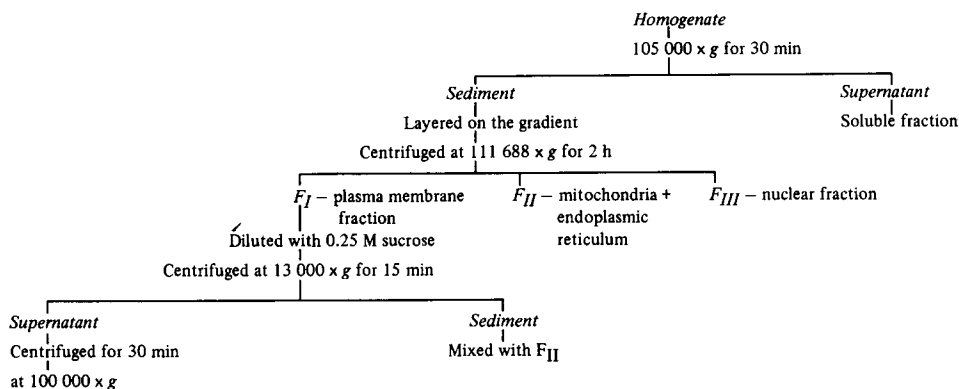 Homogenate
105 000 x g for 30 min
Sediment
Supernatant
Layered on the gradient
Soluble fraction
Centrifuged at 111 688 x g for 2 h
F_I – plasma membrane
fraction
F_II – mitochondria +
endoplasmic
reticulum
F_III – nuclear fraction
Diluted with 0.25 M sucrose
Centrifuged at 13 000 x g for 15 min
Supernatant
Sediment
Centrifuged for 30 min
Mixed with F_II
at 100 000 x g